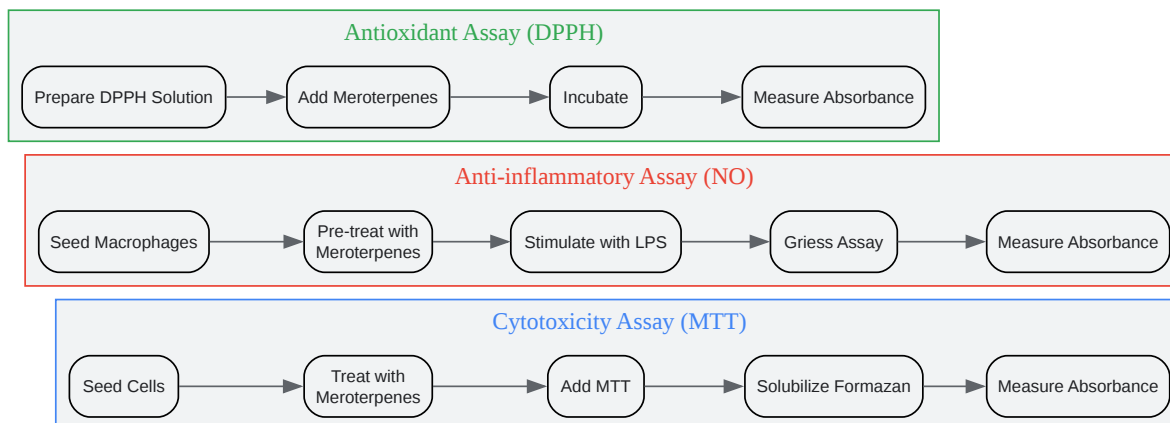 Antioxidant Assay (DPPH)
Prepare DPPH Solution
Add Meroterpenes
Incubate
Measure Absorbance
Anti-inflammatory Assay (NO)
Seed Macrophages
Pre-treat with
Meroterpenes
Stimulate with LPS
Griess Assay
Measure Absorbance
Cytotoxicity Assay (MTT)
Seed Cells
Treat with
Meroterpenes
Add MTT
Solubilize Formazan
Measure Absorbance